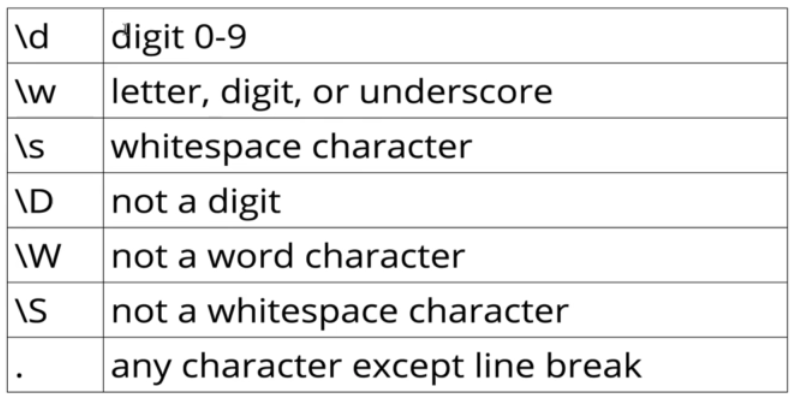 \d digit 0-9
\w letter, digit, or underscore
\s whitespace character
\D not a digit
\W not a word character
\S not a whitespace character
. any character except line break